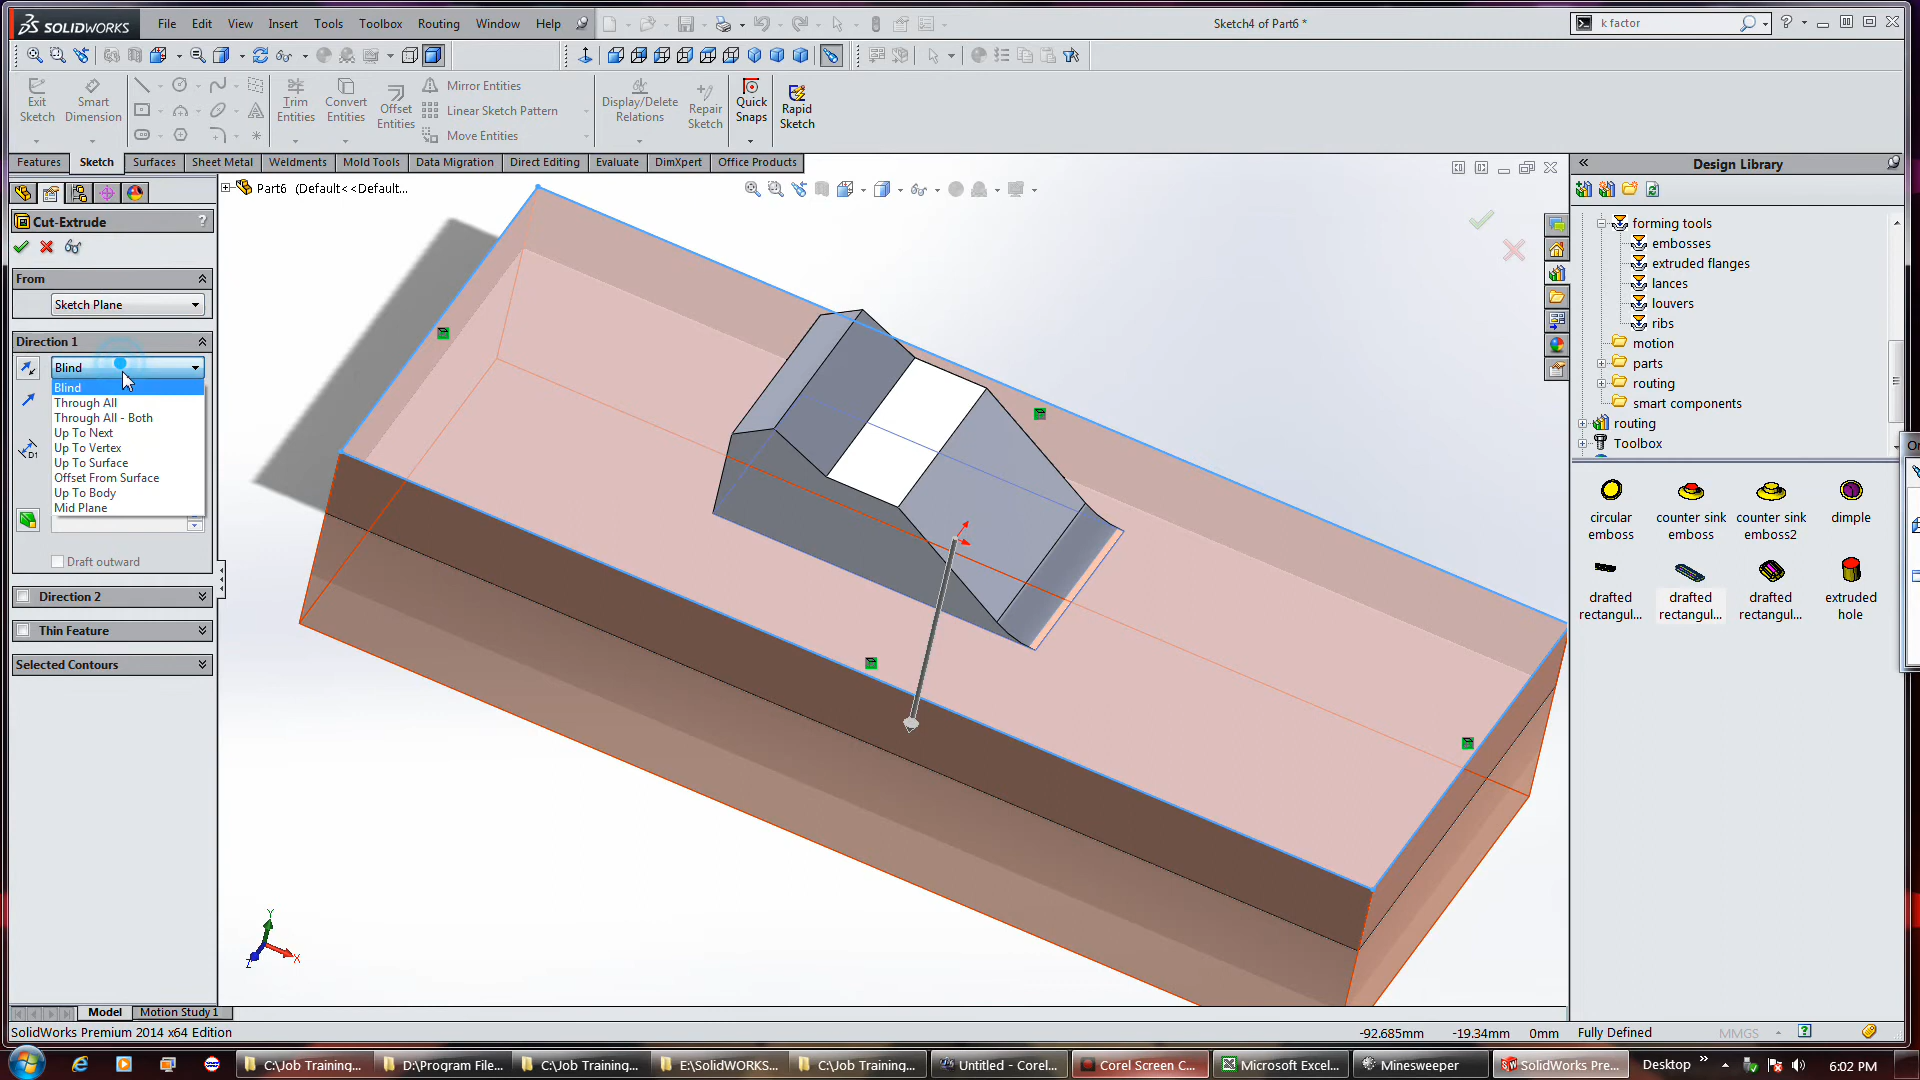 SOLIDWORKS File Edit View Insert Tools Toolbox Routing Window Help Sketch4 of Part6 * k factor
Exit Sketch
Smart Dimension
Trim Entities
Convert Entities
Offset Entities
Mirror Entities
Linear Sketch Pattern
Move Entities
Display/Delete Relations
Repair Sketch
Quick Snaps
Rapid Sketch
Features Sketch Surfaces Sheet Metal Weldments Mold Tools Data Migration Direct Editing Evaluate DimXpert Office Products
Part6 (Default<<Default...
Cut-Extrude ?
From
Sketch Plane
Direction 1
Blind
Blind
Through All
Through All - Both
Up To Next
Up To Vertex
Up To Surface
Offset From Surface
Up To Body
Mid Plane
D1
Draft outward
Direction 2
Thin Feature
Selected Contours
Y
X
Z
Design Library
forming tools
embosses
extruded flanges
lances
louvers
ribs
motion
parts
routing
smart components
routing
Toolbox
circular emboss
counter sink emboss
counter sink emboss2
dimple
drafted rectangul...
drafted rectangul...
drafted rectangul...
extruded hole
Model Motion Study 1
SolidWorks Premium 2014 x64 Edition -92.685mm -19.34mm 0mm Fully Defined MMGS
C:\Job Training... D:\Program File... C:\Job Training... E:\SolidWORKS... C:\Job Training... Untitled - Corel... Corel Screen C... Microsoft Excel... Minesweeper SolidWorks Pre... Desktop 6:02 PM